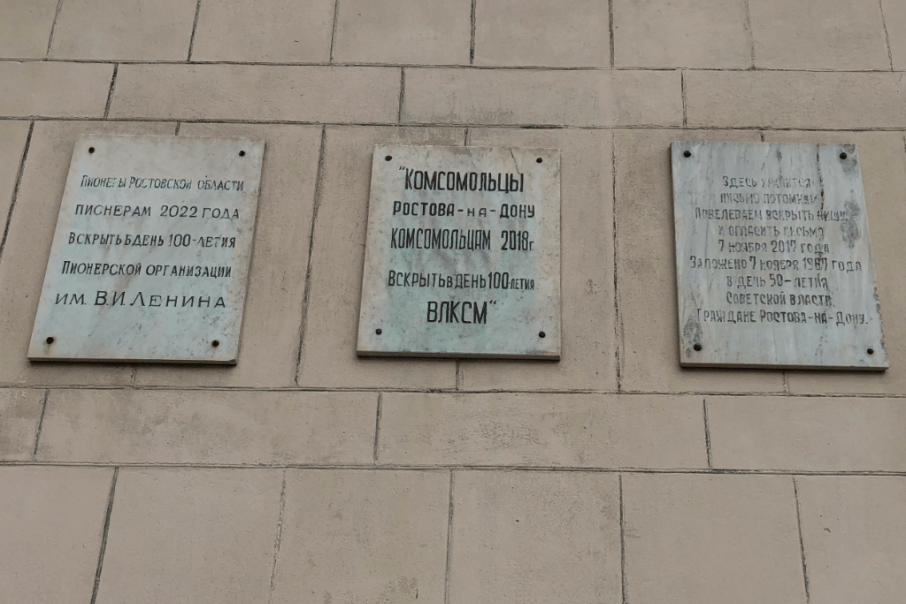 Пионеры Ростовской области
пионерам 2022 года
Вскрыть в день 100-летия
пионерской организации
им. В.И.Ленина
"Комсомольцы
Ростова-на-Дону
комсомольцам 2018г.
Вскрыть в день 100-летия
ВЛКСМ"
Здесь хранится
письмо потомкам
Повелеваем вскрыть нишу
и огласить письмо
7 ноября 2017 года
Заложено 7 ноября 1967 года
в день 50-летия
Советской власти.
Граждане Ростова-на-Дону.